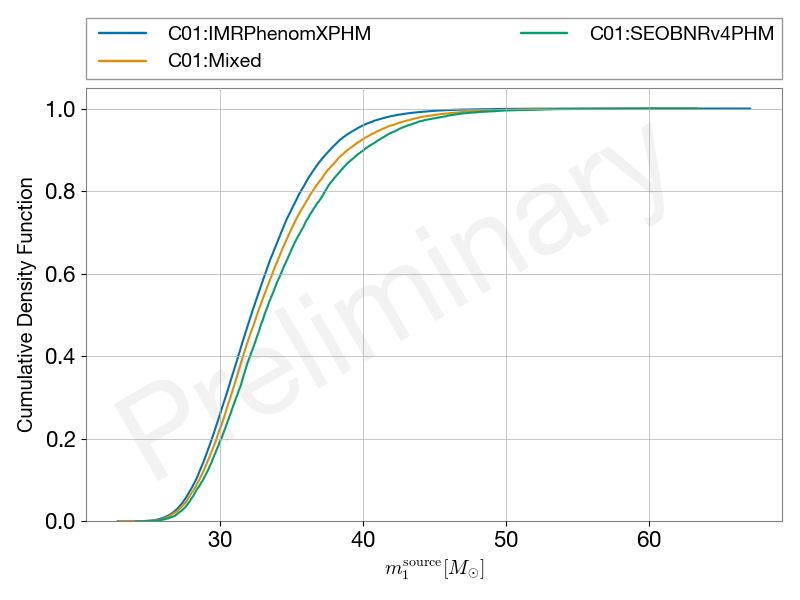 C01:IMRPhenomXPHM
C01:Mixed
C01:SEOBNRv4PHM
Cumulative Density Function
1.0
0.8
0.6
0.4
0.2
0.0
Preliminary
30 40 50 60
m₁^source [M⊙]